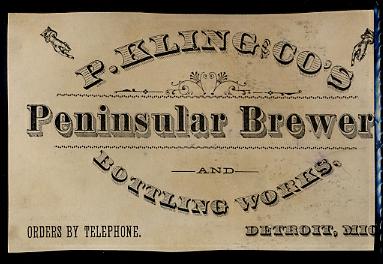 P. KLING & CO'S
Peninsular Brewer
AND
BOTTLING WORKS,
ORDERS BY TELEPHONE.
DETROIT, MIC